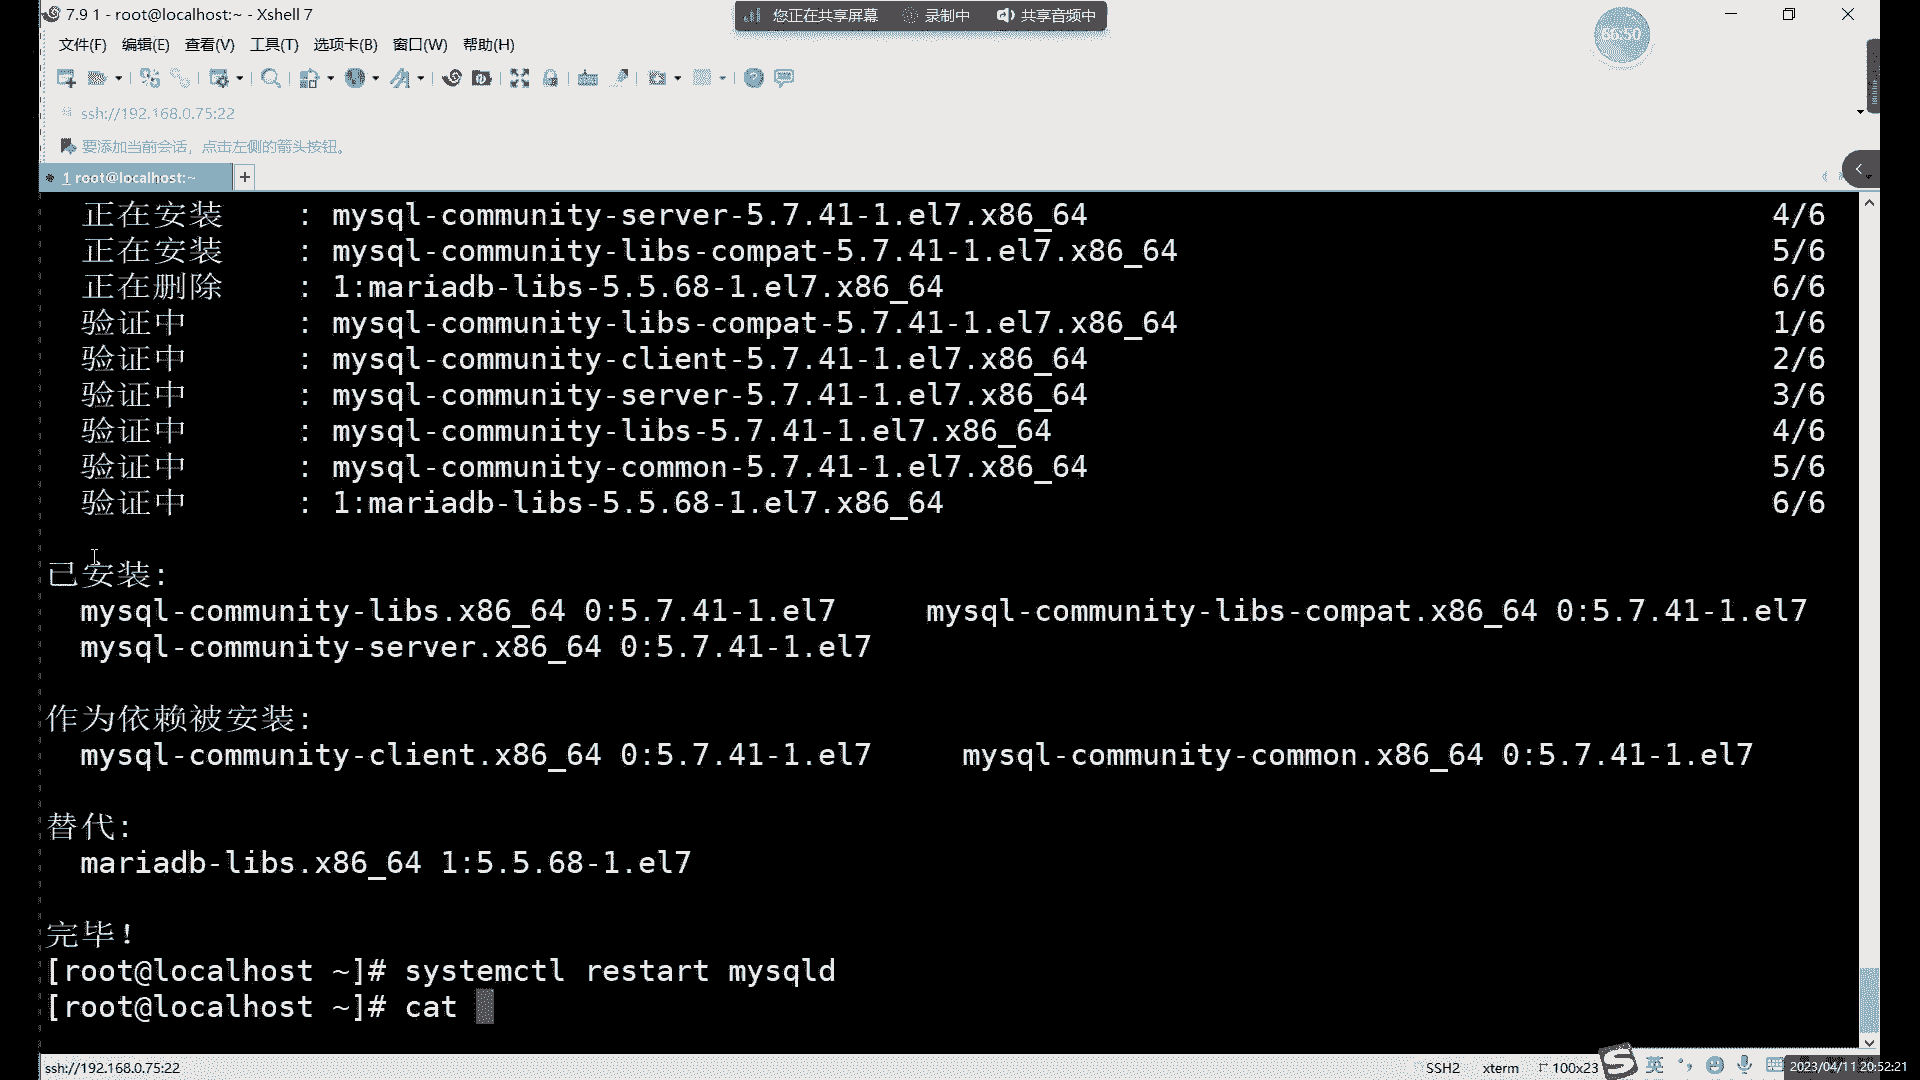 7.9 1 - root@localhost:~ - Xshell 7
您正在共享屏幕 录制中 共享音频中
66:50
文件(F) 编辑(E) 查看(V) 工具(T) 选项卡(B) 窗口(W) 帮助(H)
ssh://192.168.0.75:22
要添加当前会话，点击左侧的箭头按钮。
1 root@localhost:~ +
正在安装 : mysql-community-server-5.7.41-1.el7.x86_64 4/6
正在安装 : mysql-community-libs-compat-5.7.41-1.el7.x86_64 5/6
正在删除 : 1:mariadb-libs-5.5.68-1.el7.x86_64 6/6
验证中 : mysql-community-libs-compat-5.7.41-1.el7.x86_64 1/6
验证中 : mysql-community-client-5.7.41-1.el7.x86_64 2/6
验证中 : mysql-community-server-5.7.41-1.el7.x86_64 3/6
验证中 : mysql-community-libs-5.7.41-1.el7.x86_64 4/6
验证中 : mysql-community-common-5.7.41-1.el7.x86_64 5/6
验证中 : 1:mariadb-libs-5.5.68-1.el7.x86_64 6/6
已安装:
mysql-community-libs.x86_64 0:5.7.41-1.el7 mysql-community-libs-compat.x86_64 0:5.7.41-1.el7
mysql-community-server.x86_64 0:5.7.41-1.el7
作为依赖被安装:
mysql-community-client.x86_64 0:5.7.41-1.el7 mysql-community-common.x86_64 0:5.7.41-1.el7
替代:
mariadb-libs.x86_64 1:5.5.68-1.el7
完毕！
[root@localhost ~]# systemctl restart mysqld
[root@localhost ~]# cat
ssh://192.168.0.75:22 SSH2 xterm 100x23 英 2023/04/11 20:52:21